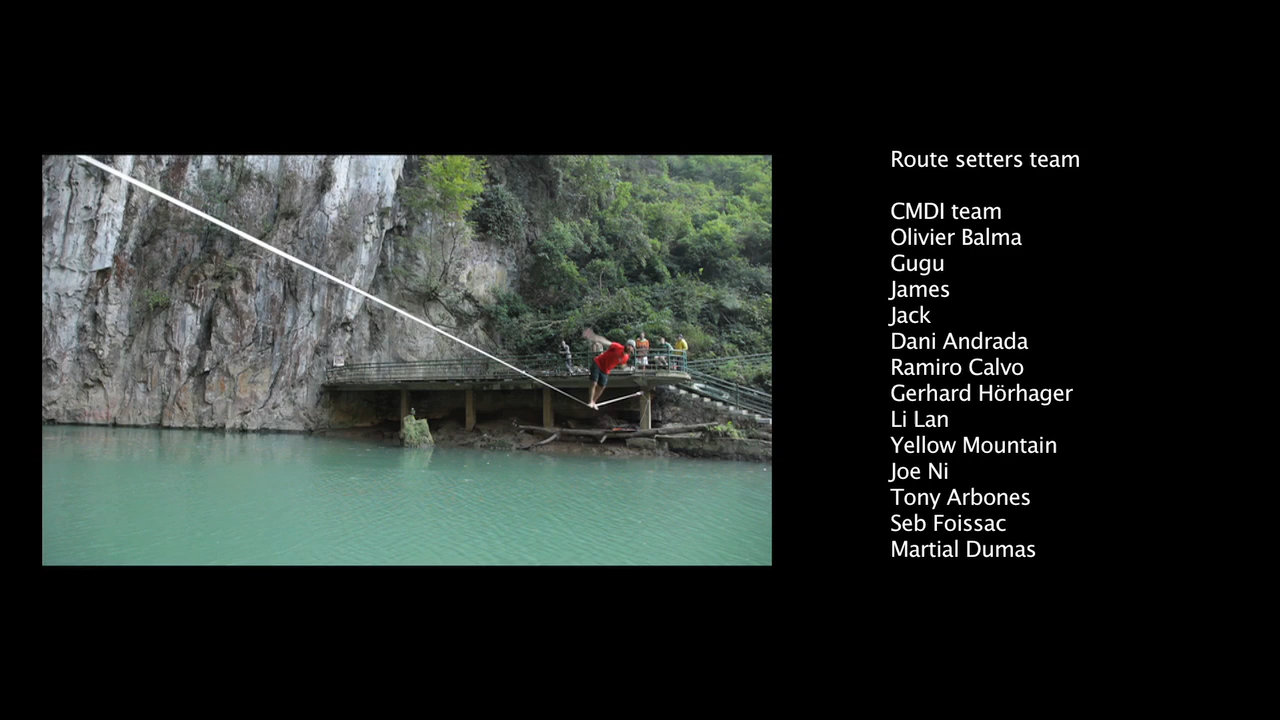 Route setters team
CMDI team
Olivier Balma
Gugu
James
Jack
Dani Andrada
Ramiro Calvo
Gerhard Hörhager
Li Lan
Yellow Mountain
Joe Ni
Tony Arbones
Seb Foissac
Martial Dumas